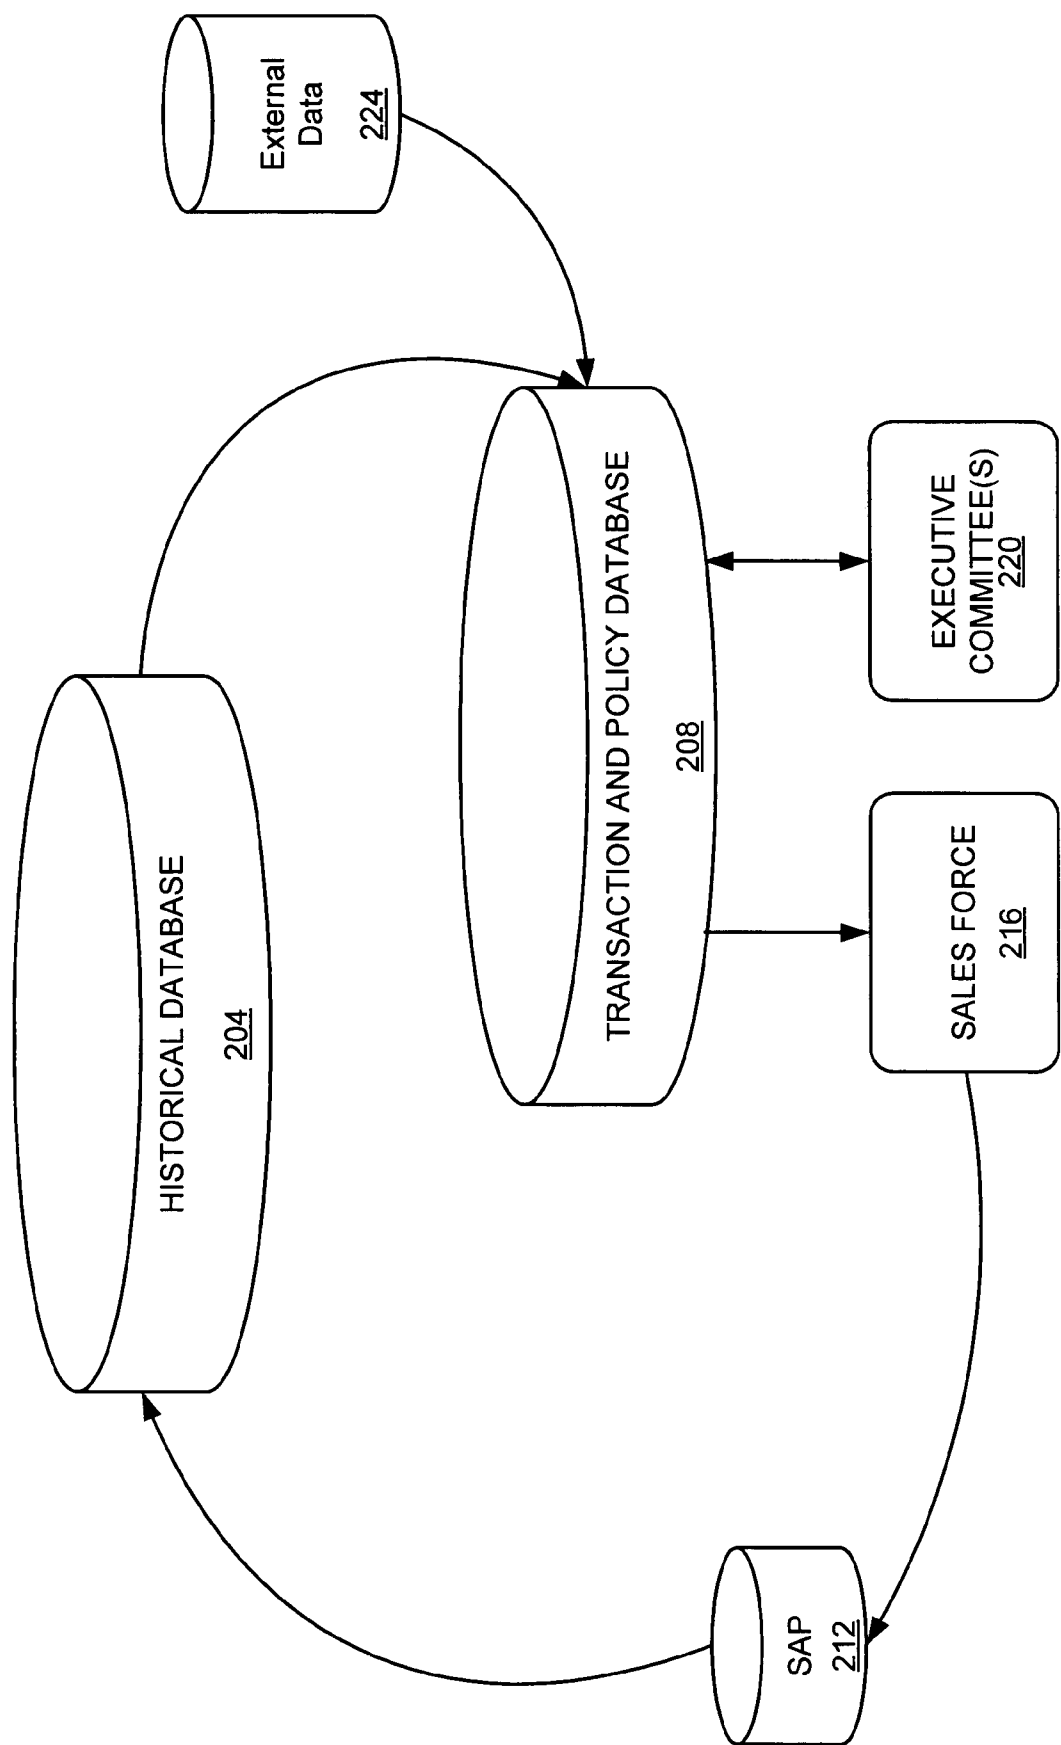 HISTORICAL DATABASE
204
External
Data
224
TRANSACTION AND POLICY DATABASE
208
SAP
212
SALES FORCE
216
EXECUTIVE
COMMITTEE(S)
220